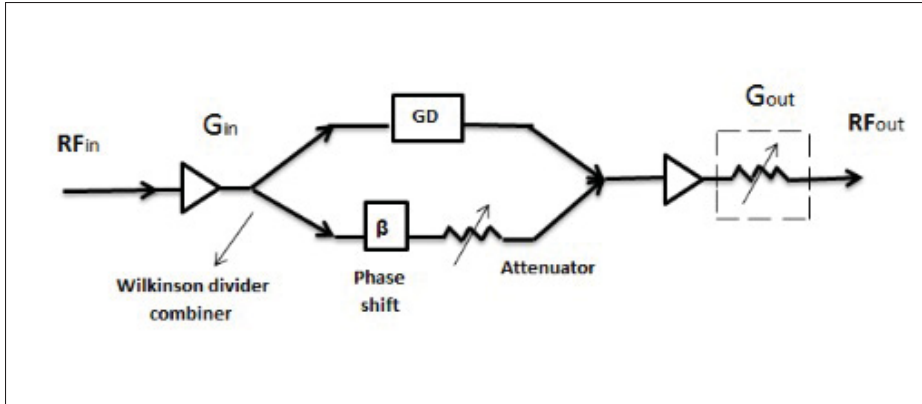 RFin
Gin
GD
Gout
RFout
β
Attenuator
Phase
shift
Wilkinson divider
combiner